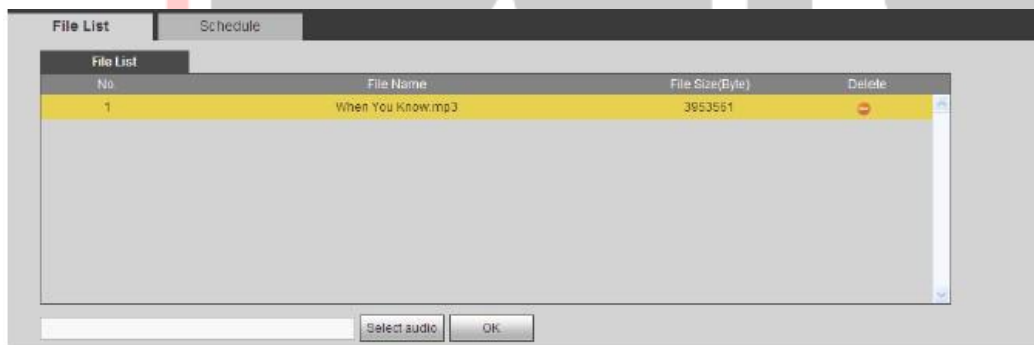 File List Schedule
File List
No. File Name File Size(Byte) Delete
1 When You Know.mp3 3953561
Select audio OK